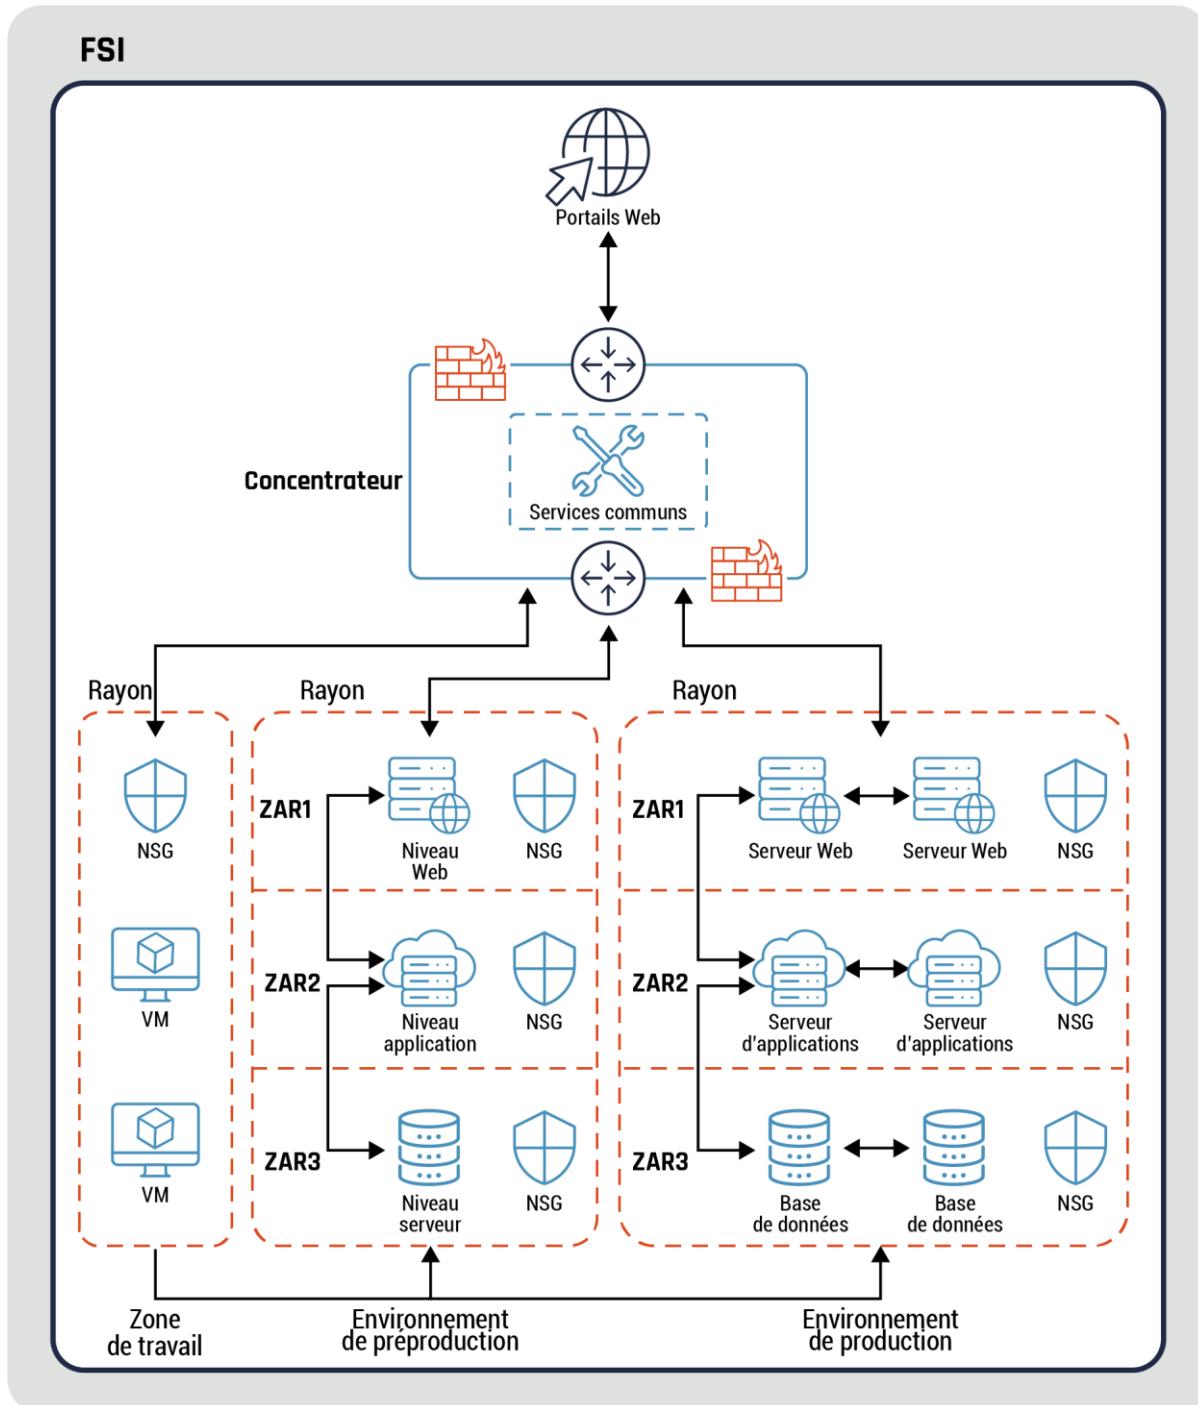 FSI
Portails Web
Concentrateur
Services communs
Rayon
Rayon
Rayon
NSG
VM
VM
ZAR1
Niveau
Web
NSG
ZAR2
Niveau
application
NSG
ZAR3
Niveau
serveur
NSG
ZAR1
Serveur Web
Serveur Web
NSG
ZAR2
Serveur
d'applications
Serveur
d'applications
NSG
ZAR3
Base
de données
Base
de données
NSG
Zone
de travail
Environnement
de préproduction
Environnement
de production